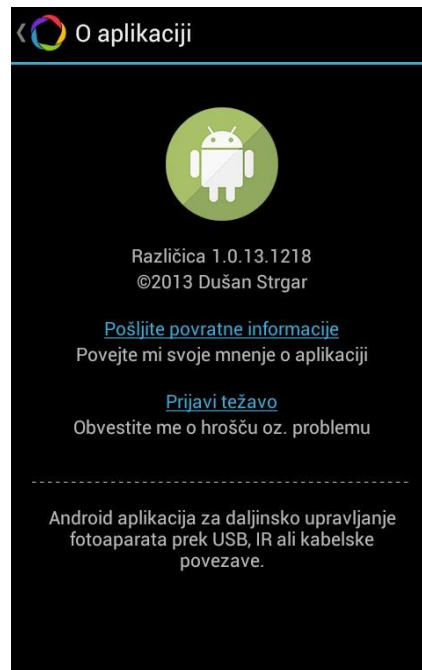 O aplikaciji
Različica 1.0.13.1218
©2013 Dušan Strgar
Pošljite povratne informacije
Povejte mi svoje mnenje o aplikaciji
Prijavi težavo
Obvestite me o hrošču oz. problemu
Android aplikacija za daljinsko upravljanje
fotoaparata prek USB, IR ali kabelske
povezave.